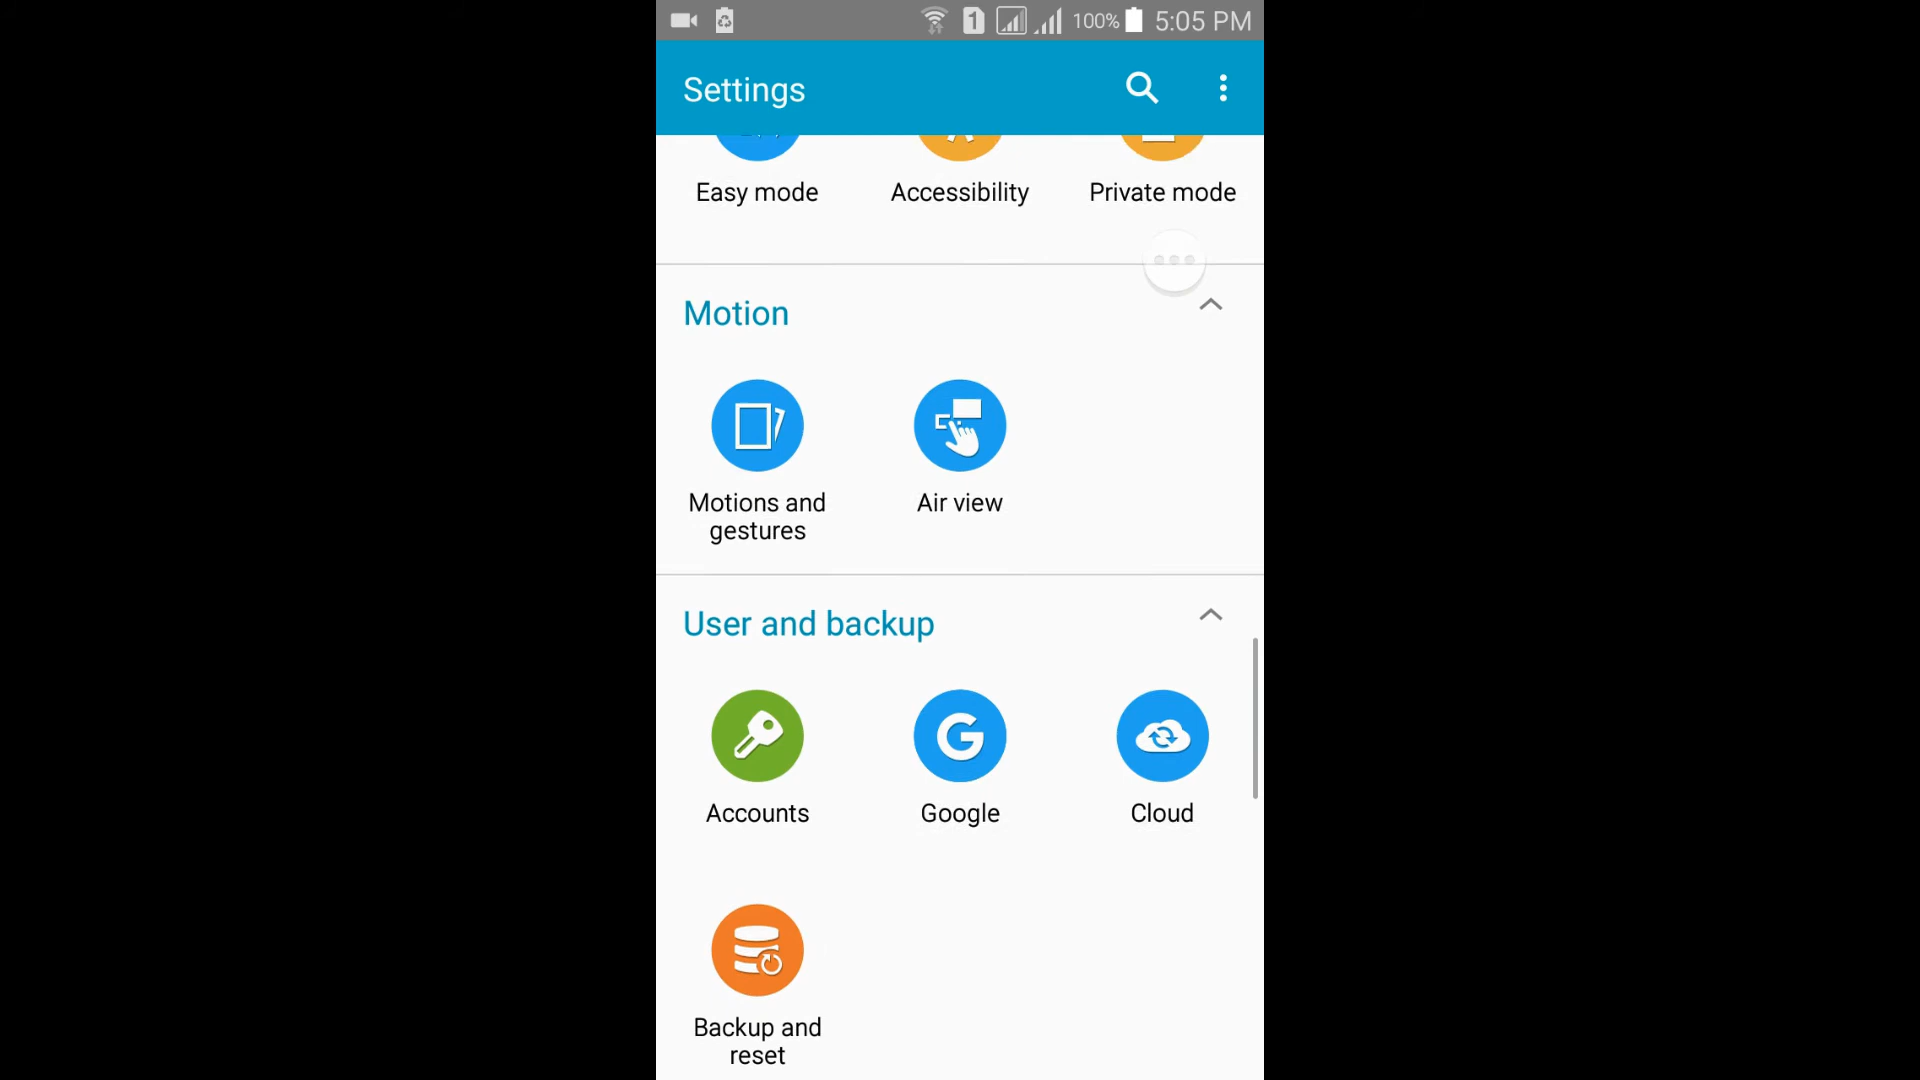 1 100% 5:05 PM
Settings
Easy mode Accessibility Private mode
Motion
Motions and
gestures
Air view
User and backup
Accounts Google Cloud
Backup and
reset